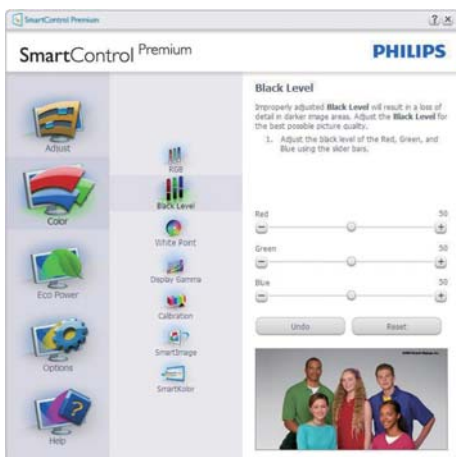 SmartControl Premium
SmartControl Premium
PHILIPS
Adjust
Color
Eco Power
Options
Help
RGB
Black Level
White Point
Display Gamma
Calibration
SmartImage
SmartKolor
Black Level
Improperly adjusted Black Level will result in a loss of
detail in darker image areas. Adjust the Black Level for
the best possible picture quality.
1. Adjust the black level of the Red, Green, and
Blue using the slider bars.
Red 50
Green 50
Blue 50
Undo Reset